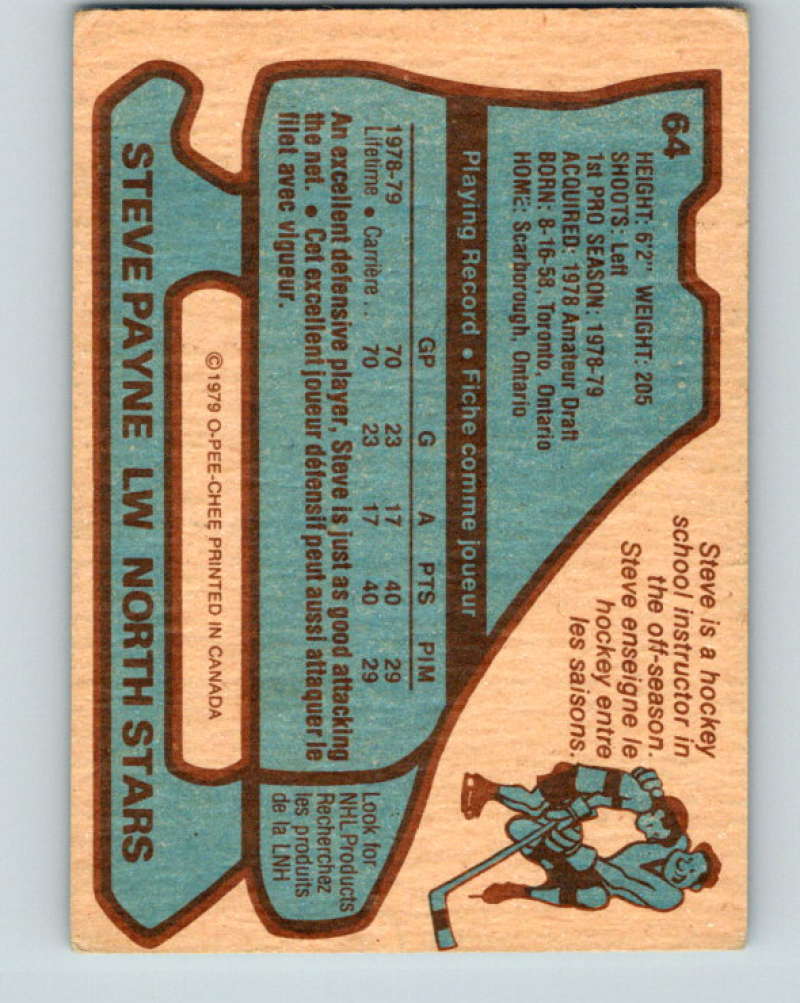 64
HEIGHT: 6'2" WEIGHT: 205
SHOOTS: Left
1st PRO SEASON: 1978-79
ACQUIRED: 1978 Amateur Draft
BORN: 8-16-58, Toronto, Ontario
HOME: Scarborough, Ontario
Steve is a hockey
school instructor in
the off-season.
Steve enseigne le
hockey entre
les saisons.
Playing Record • Fiche comme joueur
GP G A PTS PIM
1978-79 70 23 17 40 29
Lifetime • Carrière .. 70 23 17 40 29
An excellent defensive player, Steve is just as good attacking
the net. • Cet excellent joueur défensif peut aussi attaquer le
filet avec vigueur.
Look for
NHL Products
Recherchez
les produits
de la LNH
© 1979 O-PEE-CHEE PRINTED IN CANADA
STEVE PAYNE LW NORTH STARS